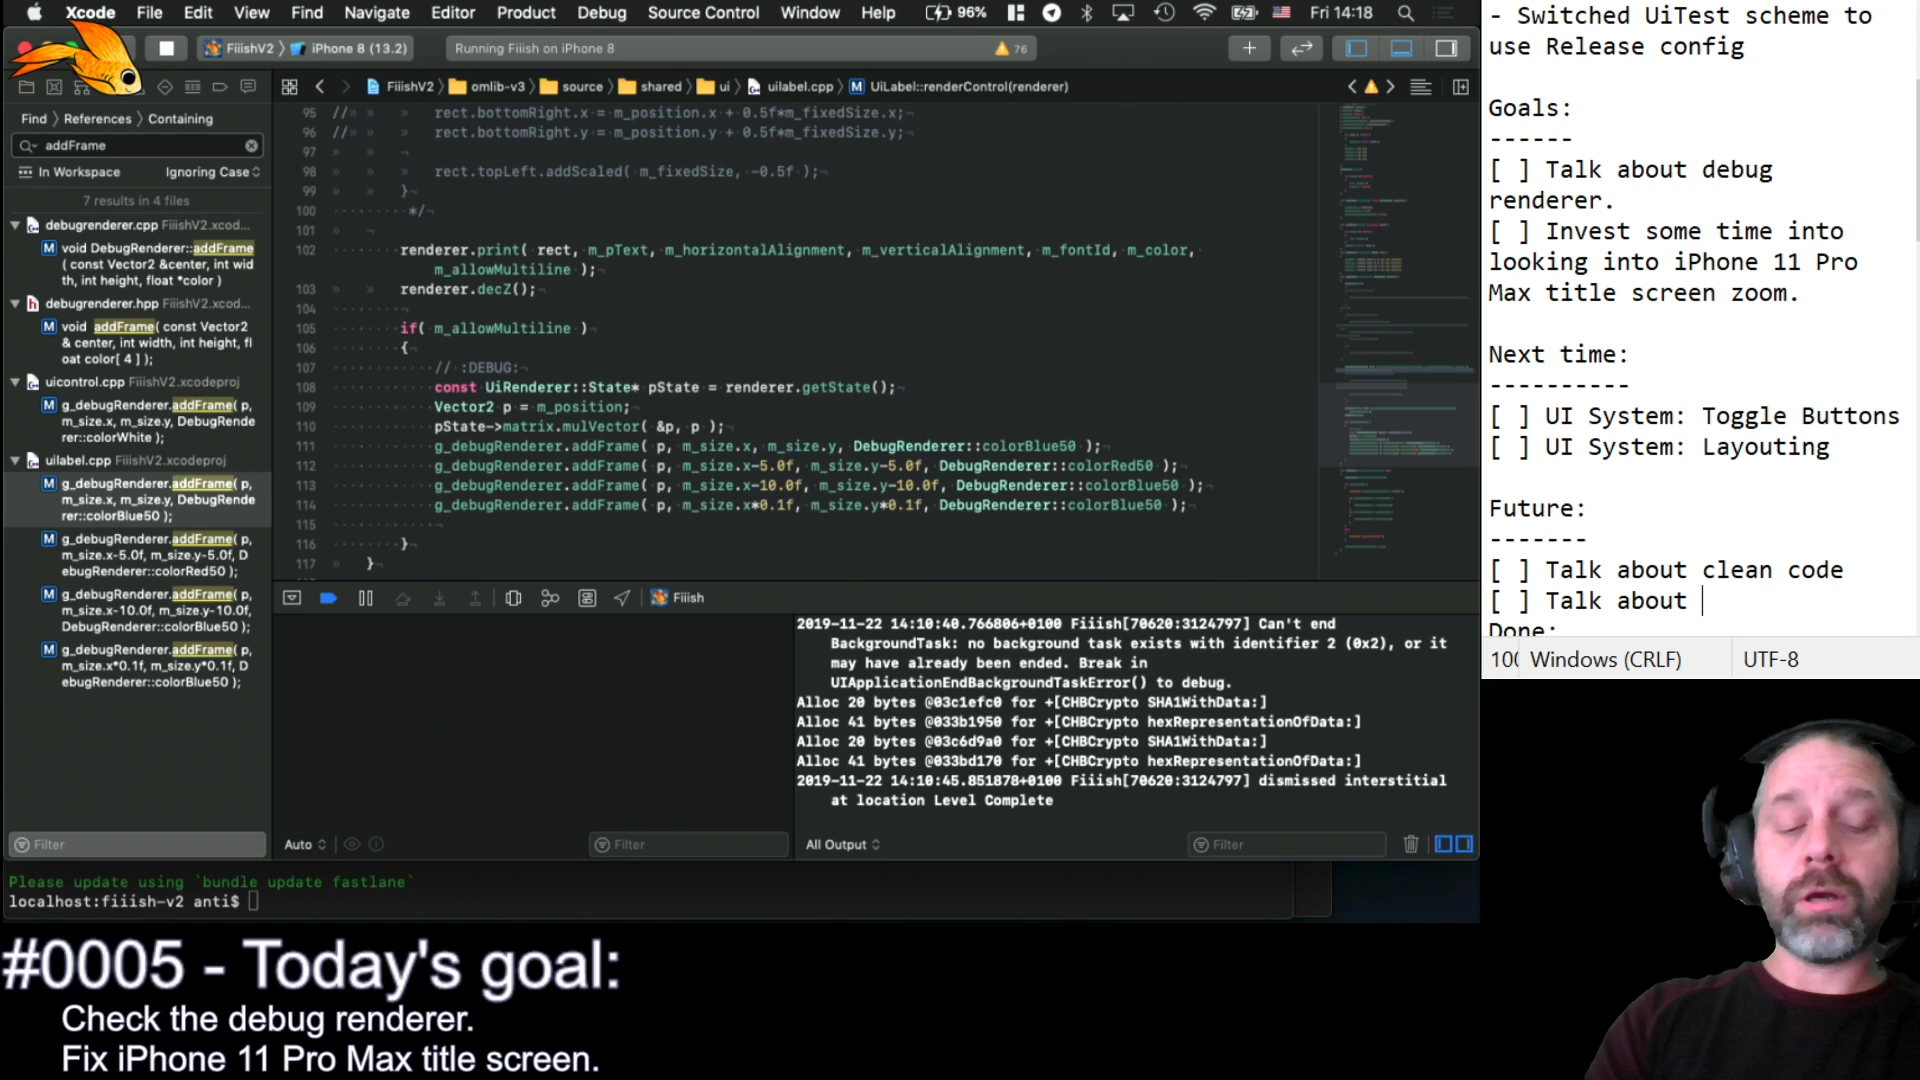 Xcode File Edit View Find Navigate Editor Product Debug Source Control Window Help 96% Fri 14:18
FiiishV2 iPhone 8 (13.2) Running Fiiish on iPhone 8 76
FiiishV2 omlib-v3 source shared ui uilabel.cpp M UiLabel::renderControl(renderer)
Find References Containing
addFrame
In Workspace Ignoring Case
7 results in 4 files
debugrenderer.cpp FiiishV2.xcod...
M void DebugRenderer::addFrame
( const Vector2 &center, int wid
th, int height, float *color )
h debugrenderer.hpp FiiishV2.xcod...
M void addFrame( const Vector2
& center, int width, int height, fl
oat color[ 4 ] );
uicontrol.cpp FiiishV2.xcodeproj
M g_debugRenderer.addFrame( p,
m_size.x, m_size.y, DebugRende
rer::colorWhite );
uilabel.cpp FiiishV2.xcodeproj
M g_debugRenderer.addFrame( p,
m_size.x, m_size.y, DebugRende
rer::colorBlue50 );
M g_debugRenderer.addFrame( p,
m_size.x-5.0f, m_size.y-5.0f, D
ebugRenderer::colorRed50 );
M g_debugRenderer.addFrame( p,
m_size.x-10.0f, m_size.y-10.0f,
DebugRenderer::colorBlue50 );
M g_debugRenderer.addFrame( p,
m_size.x*0.1f, m_size.y*0.1f, D
ebugRenderer::colorBlue50 );
Filter
95 // rect.bottomRight.x = m_position.x + 0.5f*m_fixedSize.x;
96 // rect.bottomRight.y = m_position.y + 0.5f*m_fixedSize.y;
97
98 rect.topLeft.addScaled( m_fixedSize, -0.5f );
99 }
100 */
101
102 renderer.print( rect, m_pText, m_horizontalAlignment, m_verticalAlignment, m_fontId, m_color,
m_allowMultiline );
103 renderer.decZ();
104
105 if( m_allowMultiline )
106 {
107 // :DEBUG:
108 const UiRenderer::State* pState = renderer.getState();
109 Vector2 p = m_position;
110 pState->matrix.mulVector( &p, p );
111 g_debugRenderer.addFrame( p, m_size.x, m_size.y, DebugRenderer::colorBlue50 );
112 g_debugRenderer.addFrame( p, m_size.x-5.0f, m_size.y-5.0f, DebugRenderer::colorRed50 );
113 g_debugRenderer.addFrame( p, m_size.x-10.0f, m_size.y-10.0f, DebugRenderer::colorBlue50 );
114 g_debugRenderer.addFrame( p, m_size.x*0.1f, m_size.y*0.1f, DebugRenderer::colorBlue50 );
115
116 }
117 }
Fiiish
2019-11-22 14:10:40.766806+0100 Fiiish[70620:3124797] Can't end
BackgroundTask: no background task exists with identifier 2 (0x2), or it
may have already been ended. Break in
UIApplicationEndBackgroundTaskError() to debug.
Alloc 20 bytes @03c1efc0 for +[CHBCrypto SHA1WithData:]
Alloc 41 bytes @033b1950 for +[CHBCrypto hexRepresentationOfData:]
Alloc 20 bytes @03c6d9a0 for +[CHBCrypto SHA1WithData:]
Alloc 41 bytes @033bd170 for +[CHBCrypto hexRepresentationOfData:]
2019-11-22 14:10:45.851878+0100 Fiiish[70620:3124797] dismissed interstitial
at location Level Complete
Auto Filter All Output Filter
Please update using `bundle update fastlane`
localhost:fiiish-v2 anti$
- Switched UiTest scheme to
use Release config
Goals:
------
[ ] Talk about debug
renderer.
[ ] Invest some time into
looking into iPhone 11 Pro
Max title screen zoom.
Next time:
----------
[ ] UI System: Toggle Buttons
[ ] UI System: Layouting
Future:
-------
[ ] Talk about clean code
[ ] Talk about
Done:
100 Windows (CRLF) UTF-8
#0005 - Today's goal:
Check the debug renderer.
Fix iPhone 11 Pro Max title screen.